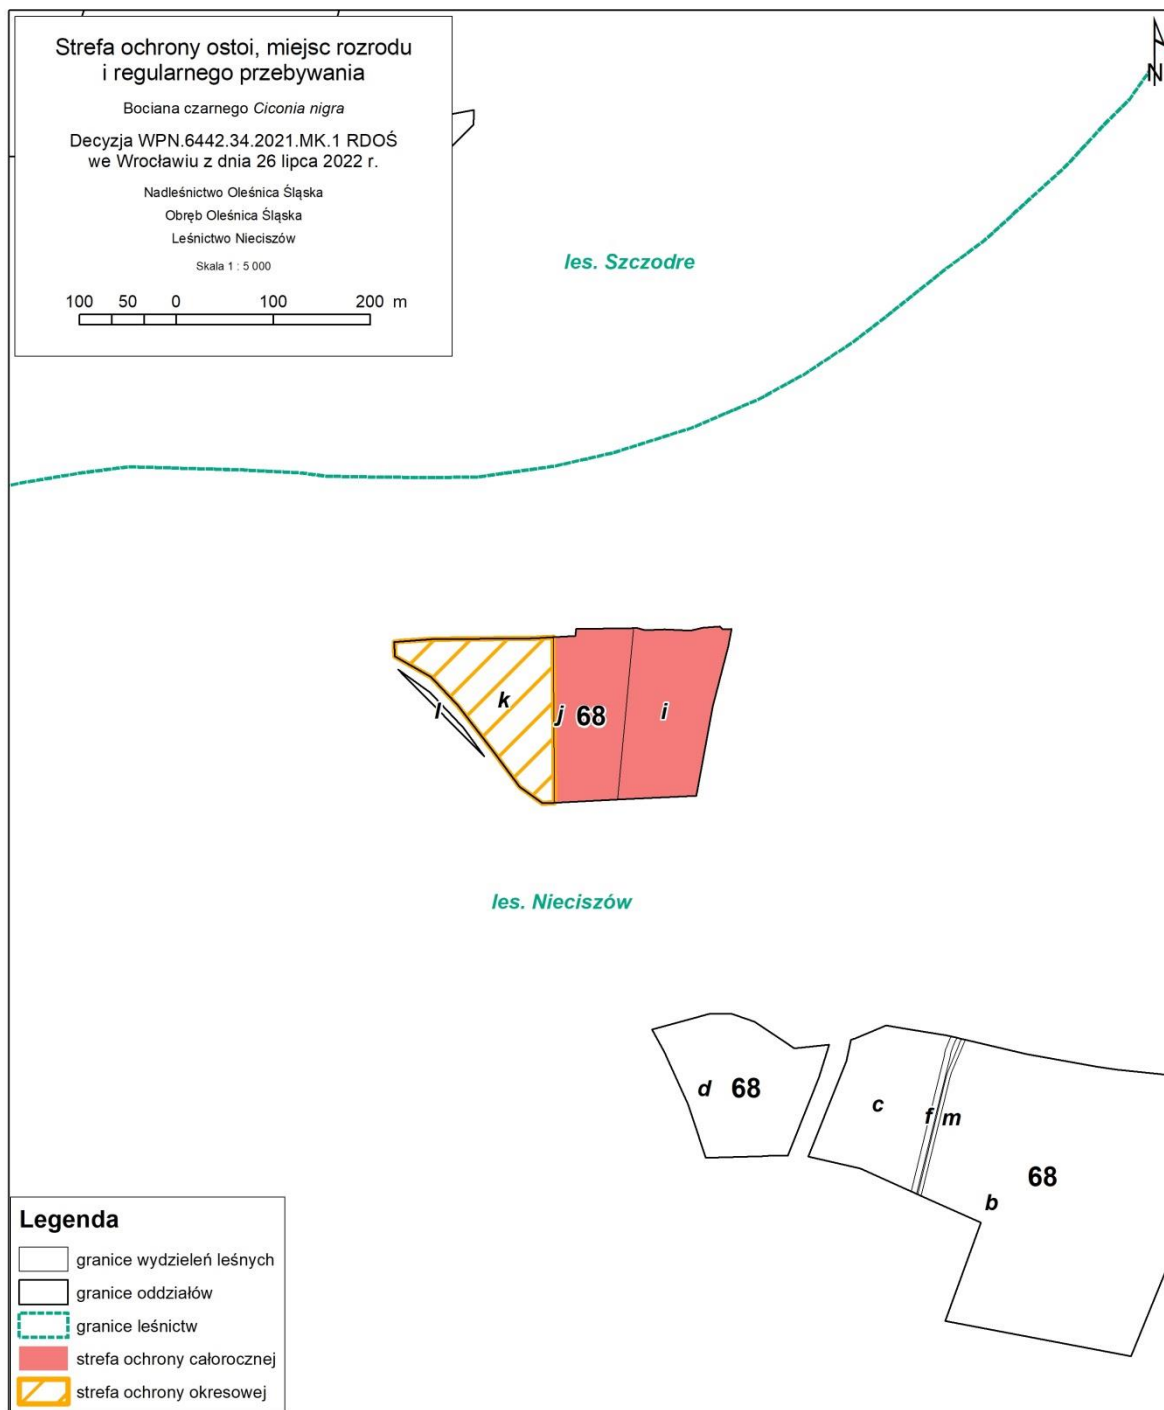 Strefa ochrony ostoi, miejsc rozrodu
i regularnego przebywania
Bociana czarnego Ciconia nigra
Decyzja WPN.6442.34.2021.MK.1 RDOŚ
we Wrocławiu z dnia 26 lipca 2022 r.
Nadleśnictwo Oleśnica Śląska
Obręb Oleśnica Śląska
Leśnictwo Nieciszów
Skala 1 : 5 000
100 50 0 100 200 m
N
les. Szczodre
k
l
j 68
i
les. Nieciszów
d 68
c
f m
68
b
Legenda
granice wydzieleń leśnych
granice oddziałów
granice leśnictw
strefa ochrony całorocznej
strefa ochrony okresowej